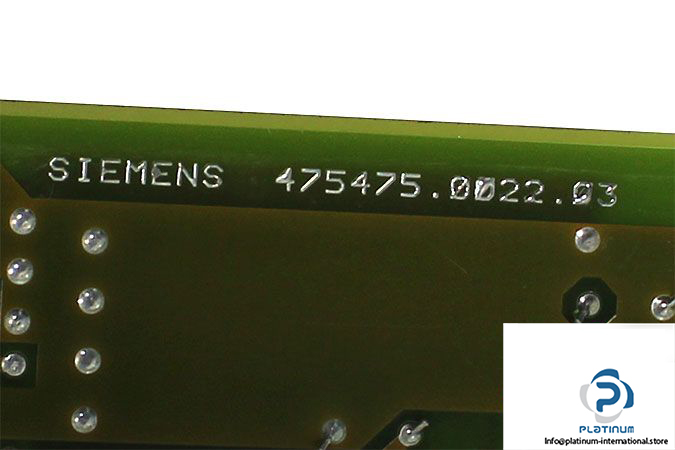 SIEMENS 475475.0022.03
PLATINUM
Info@platinum-international.store